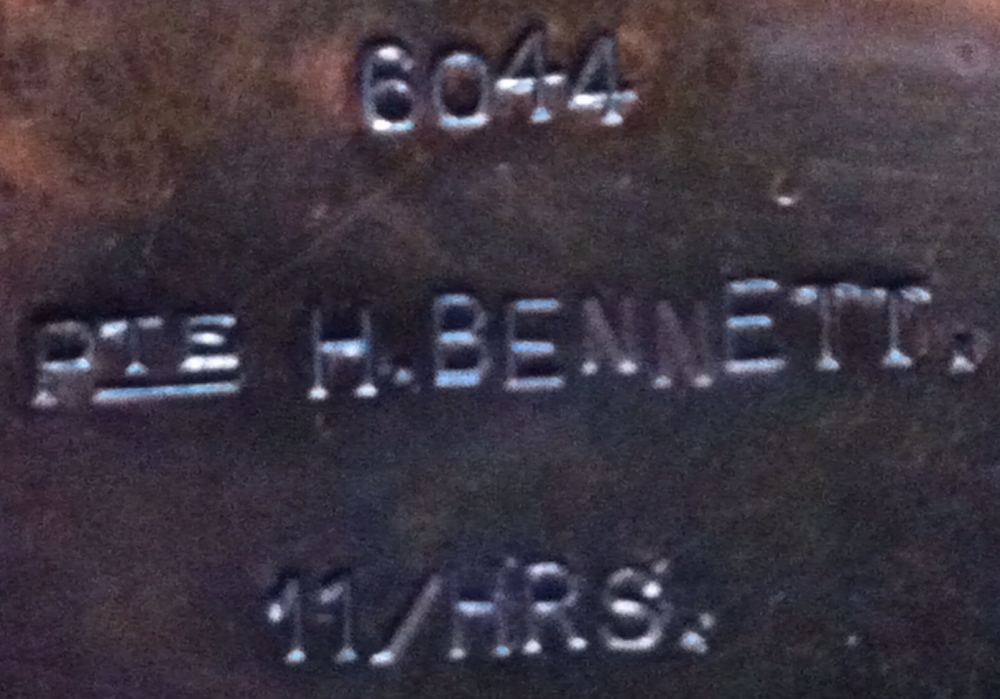 6044
PTE H.BENNETT.
11/HRS.